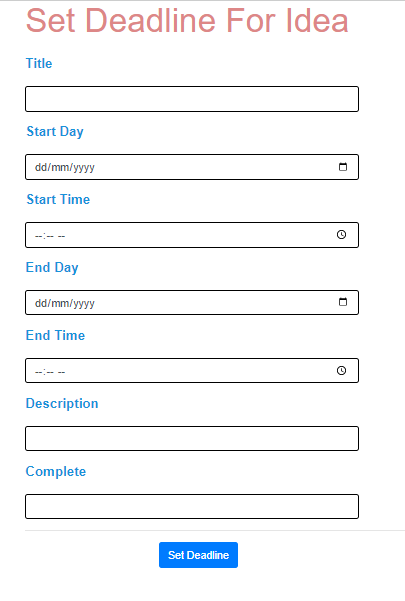 Set Deadline For Idea
Title
Start Day
dd/mm/yyyy
Start Time
--:-- --
End Day
dd/mm/yyyy
End Time
--:-- --
Description
Complete
Set Deadline